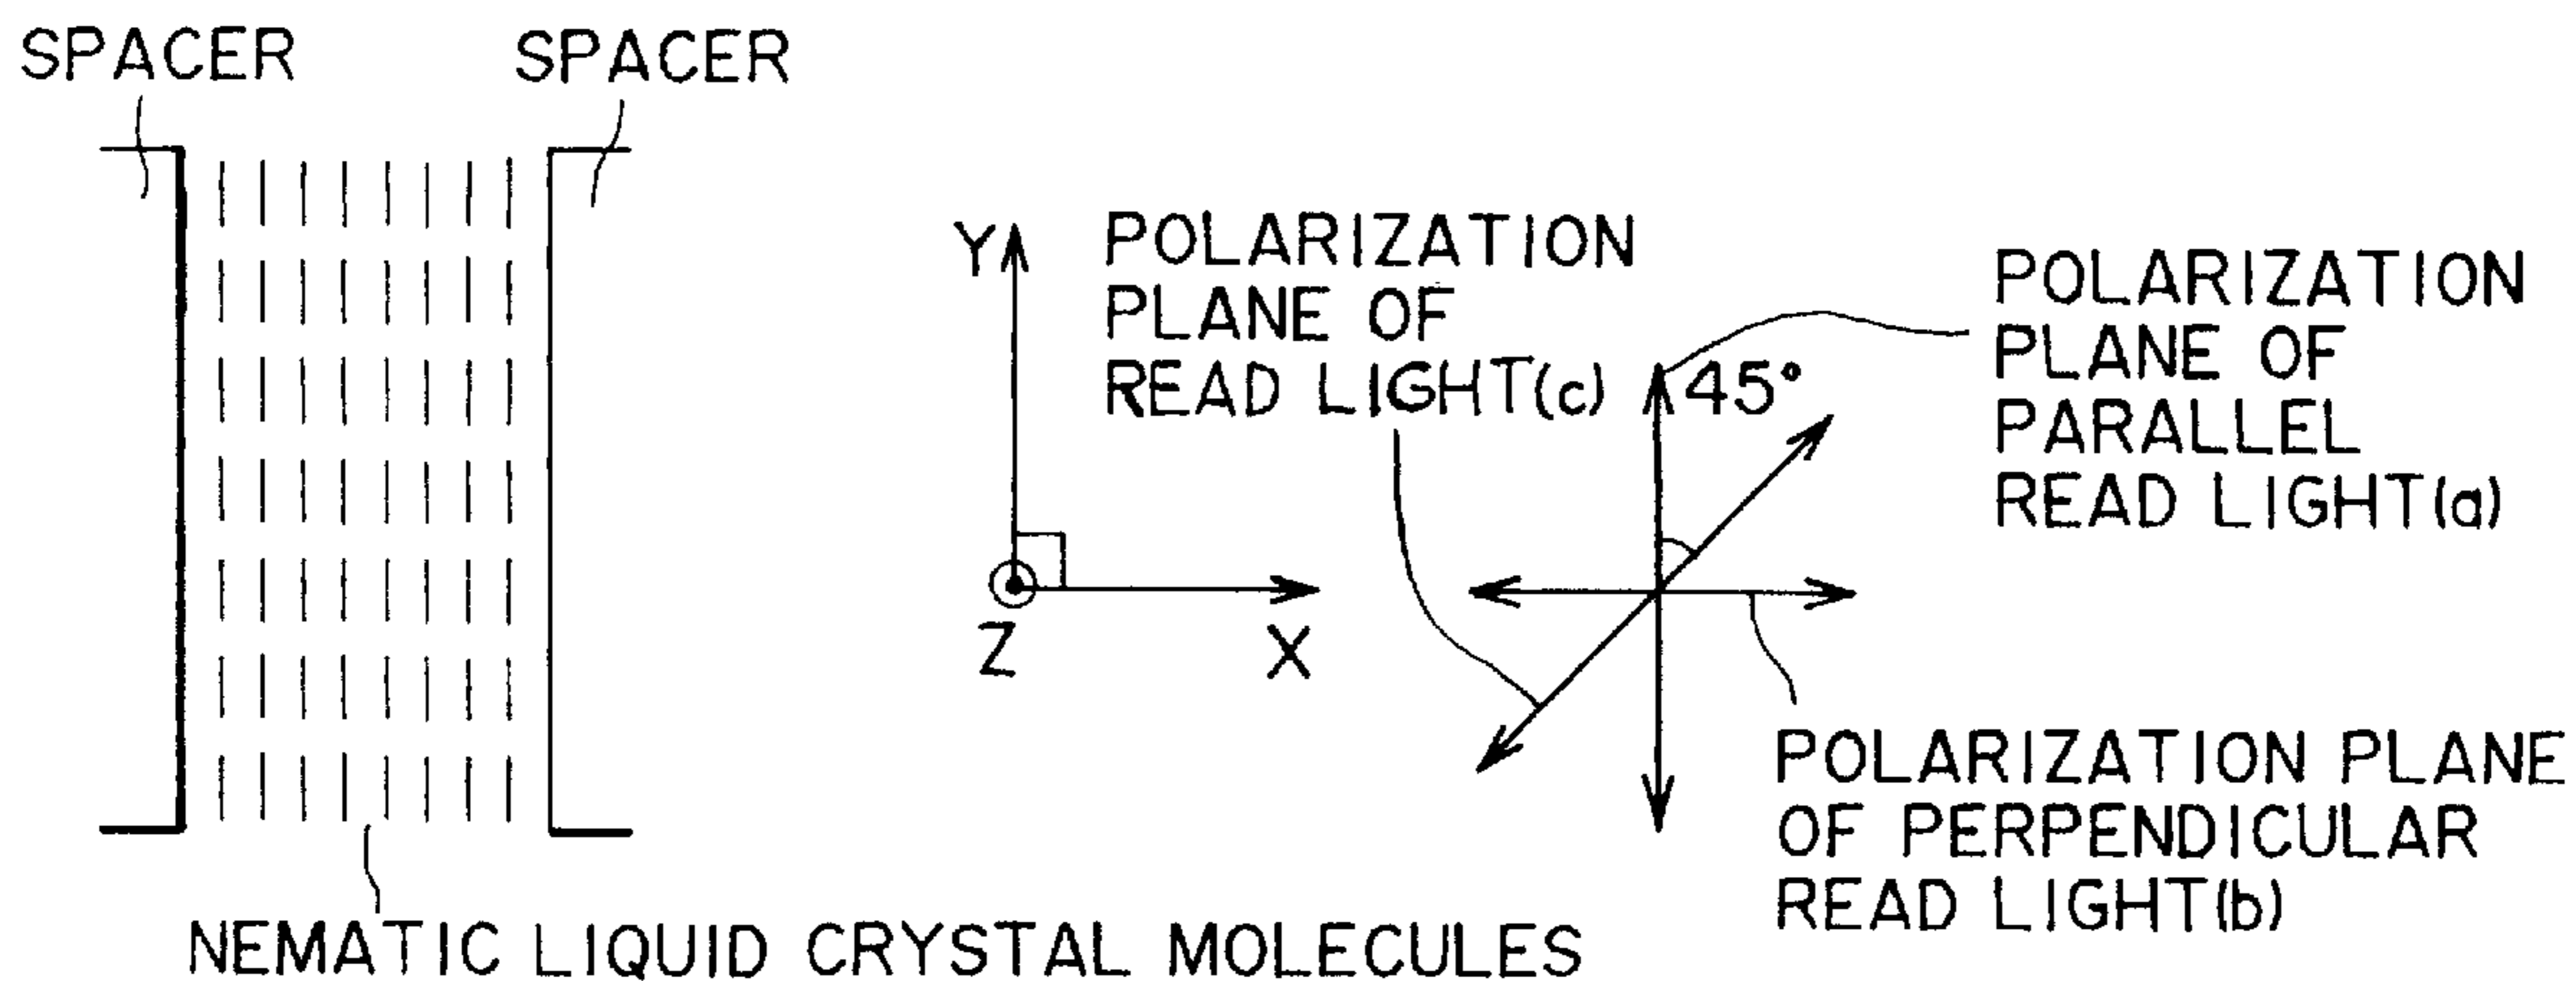 SPACER
SPACER
Y
POLARIZATION
PLANE OF
READ LIGHT(c)
45°
POLARIZATION
PLANE OF
PARALLEL
READ LIGHT(a)
Z
X
POLARIZATION PLANE
OF PERPENDICULAR
READ LIGHT(b)
NEMATIC LIQUID CRYSTAL MOLECULES